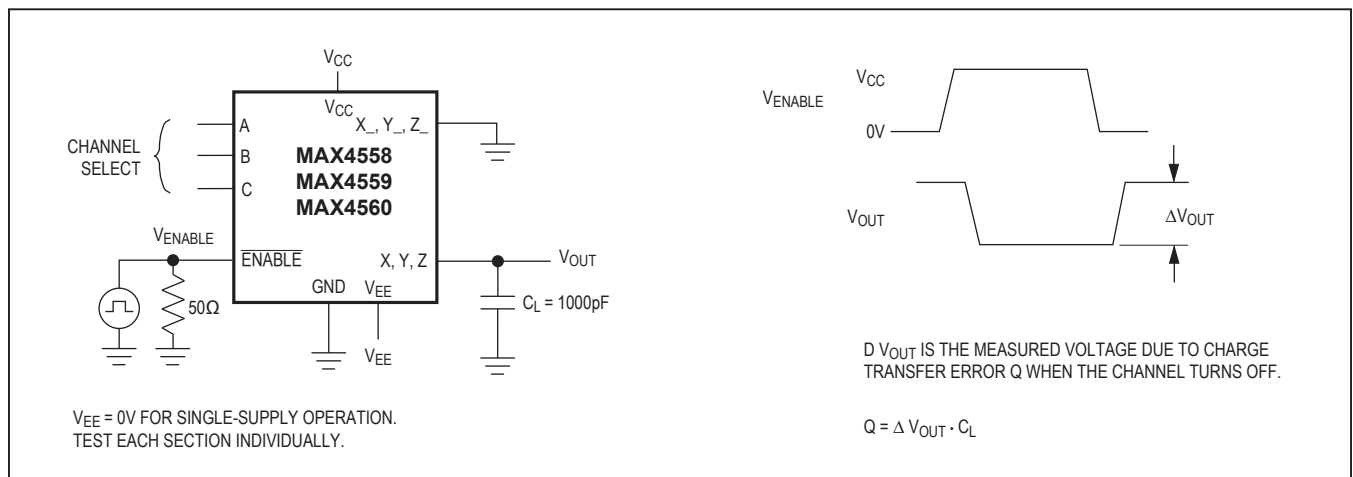 VCC
VCC
A
X_, Y_, Z_
CHANNEL
SELECT
B
C
MAX4558
MAX4559
MAX4560
VENABLE
ENABLE
X, Y, Z
VOUT
GND
VEE
50Ω
CL = 1000pF
VEE
VEE = 0V FOR SINGLE-SUPPLY OPERATION.
TEST EACH SECTION INDIVIDUALLY.
VENABLE
VCC
0V
VOUT
ΔVOUT
D VOUT IS THE MEASURED VOLTAGE DUE TO CHARGE
TRANSFER ERROR Q WHEN THE CHANNEL TURNS OFF.
Q = Δ VOUT · CL